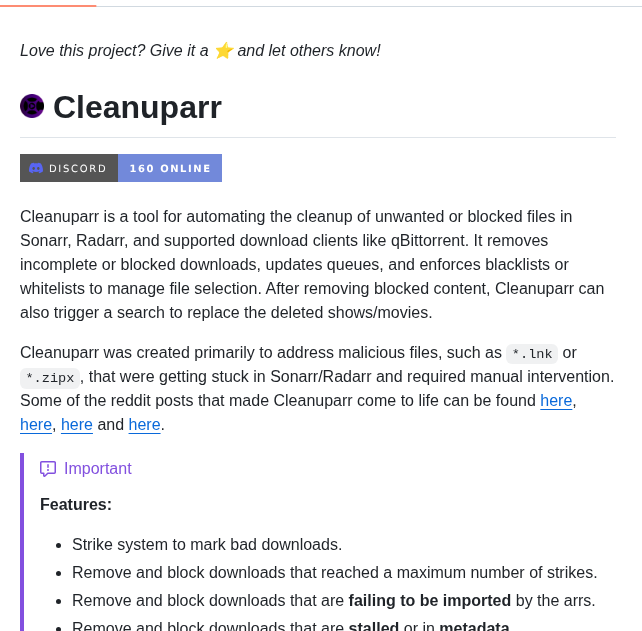 Love this project? Give it a ⭐ and let others know!
Cleanuparr
DISCORD 160 ONLINE
Cleanuparr is a tool for automating the cleanup of unwanted or blocked files in
Sonarr, Radarr, and supported download clients like qBittorrent. It removes
incomplete or blocked downloads, updates queues, and enforces blacklists or
whitelists to manage file selection. After removing blocked content, Cleanuparr can
also trigger a search to replace the deleted shows/movies.
Cleanuparr was created primarily to address malicious files, such as *.lnk or
*.zipx, that were getting stuck in Sonarr/Radarr and required manual intervention.
Some of the reddit posts that made Cleanuparr come to life can be found here,
here, here and here.
Important
Features:
• Strike system to mark bad downloads.
• Remove and block downloads that reached a maximum number of strikes.
• Remove and block downloads that are failing to be imported by the arrs.
• Remove and block downloads that are stalled or in metadata